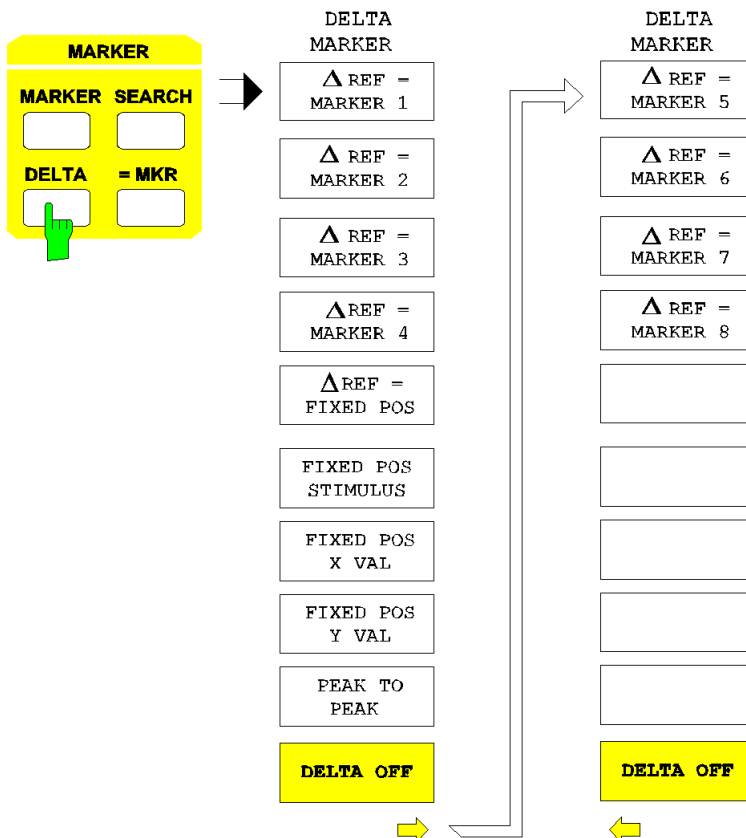 MARKER
MARKER SEARCH
DELTA = MKR
DELTA
MARKER
Δ REF =
MARKER 1
Δ REF =
MARKER 2
Δ REF =
MARKER 3
Δ REF =
MARKER 4
Δ REF =
FIXED POS
FIXED POS
STIMULUS
FIXED POS
X VAL
FIXED POS
Y VAL
PEAK TO
PEAK
DELTA OFF
DELTA
MARKER
Δ REF =
MARKER 5
Δ REF =
MARKER 6
Δ REF =
MARKER 7
Δ REF =
MARKER 8
DELTA OFF